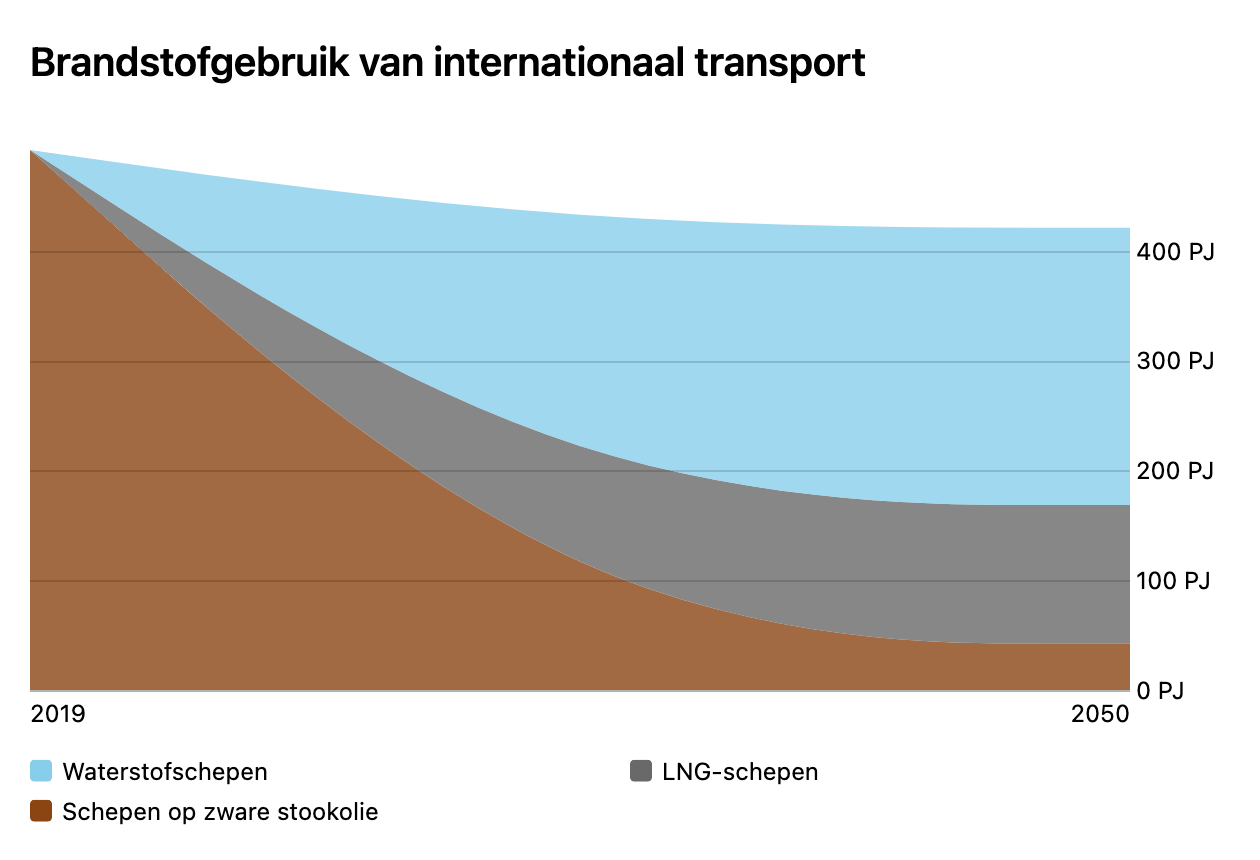 Brandstofgebruik van internationaal transport
400 PJ
300 PJ
200 PJ
100 PJ
0 PJ
2019
2050
Waterstofschepen
LNG-schepen
Schepen op zware stookolie